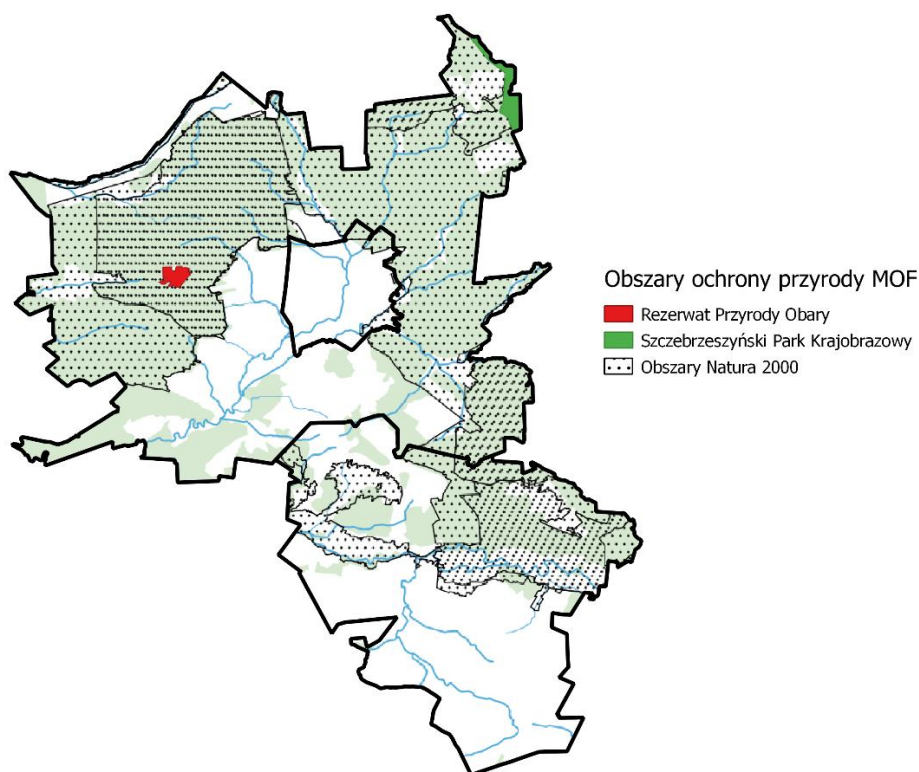 Obszary ochrony przyrody MOF
Rezerwat Przyrody Obary
Szczebrzeszyński Park Krajobrazowy
Obszary Natura 2000